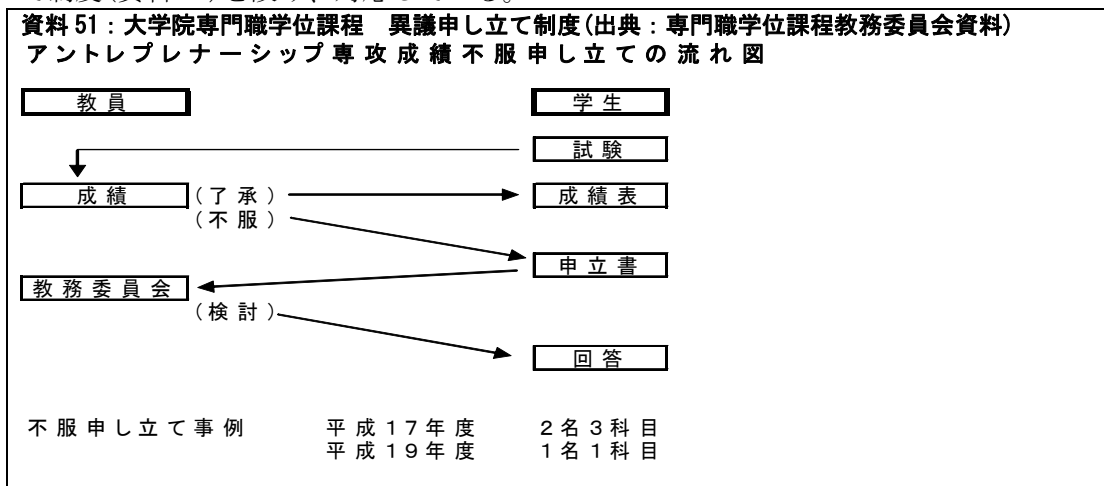 資料 51：大学院専門職学位課程　異議申し立て制度(出典：専門職学位課程教務委員会資料)
アントレプレナーシップ専攻成績不服申し立ての流れ図
教員　学生
試験
成績　(了承)　成績表
(不服)
申立書
教務委員会
(検討)
回答
不服申し立て事例　平成17年度　2名3科目
平成19年度　1名1科目